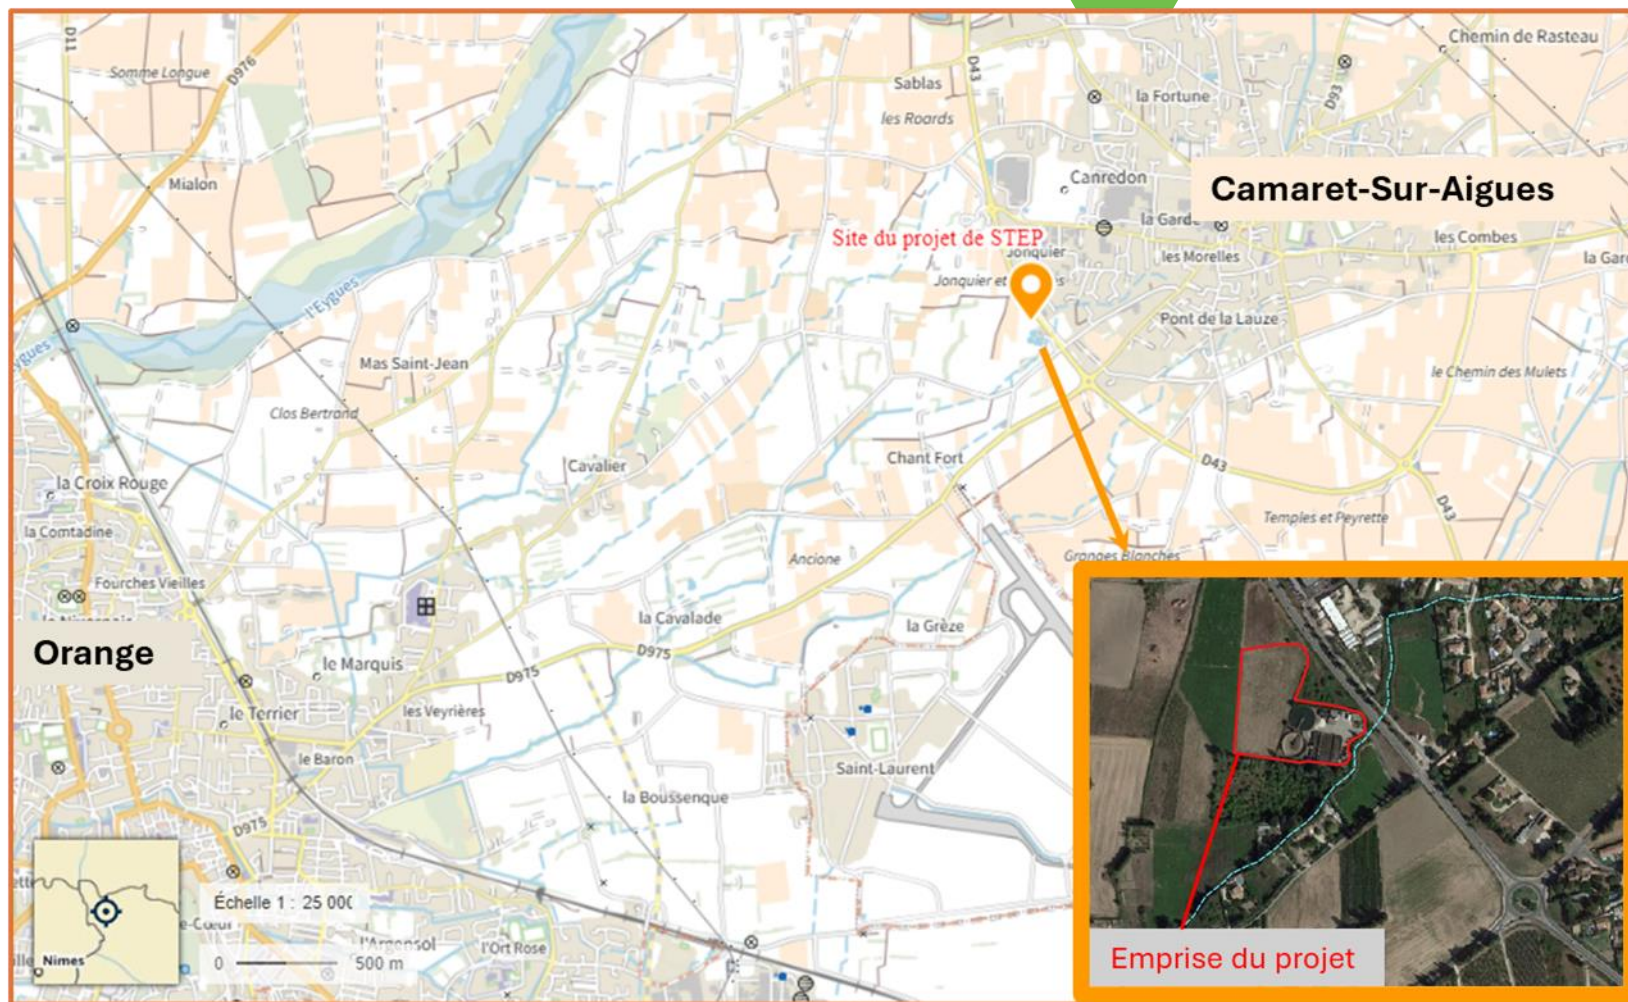 D11
Somme Longue
D976
Chemin de Rasteau
Sablas
D43
la Fortune
D93
les Roards
Mialon
Canredon
Camaret-Sur-Aigues
la Garde
Site du projet de STEP
Jonquier
les Combes
les Morelles
Jonquier et
l'Eygues
Pont de la Lauze
Mas Saint-Jean
le Chemin des Mulets
Clos Bertrand
Cavalier
Chant Fort
D43
la Croix Rouge
D43
la Comtadine
Temples et Peyrette
Ancione
Granges Blanches
Fourches Vieilles
la Cavalade
la Grèze
Orange
le Marquis
D975
D975
le Terrier
les Veyrières
le Baron
Saint-Laurent
la Boussenque
D975
Échelle 1 : 25 000
l'Argensol
l'Ort Rose
Nimes
0
500 m
Emprise du projet